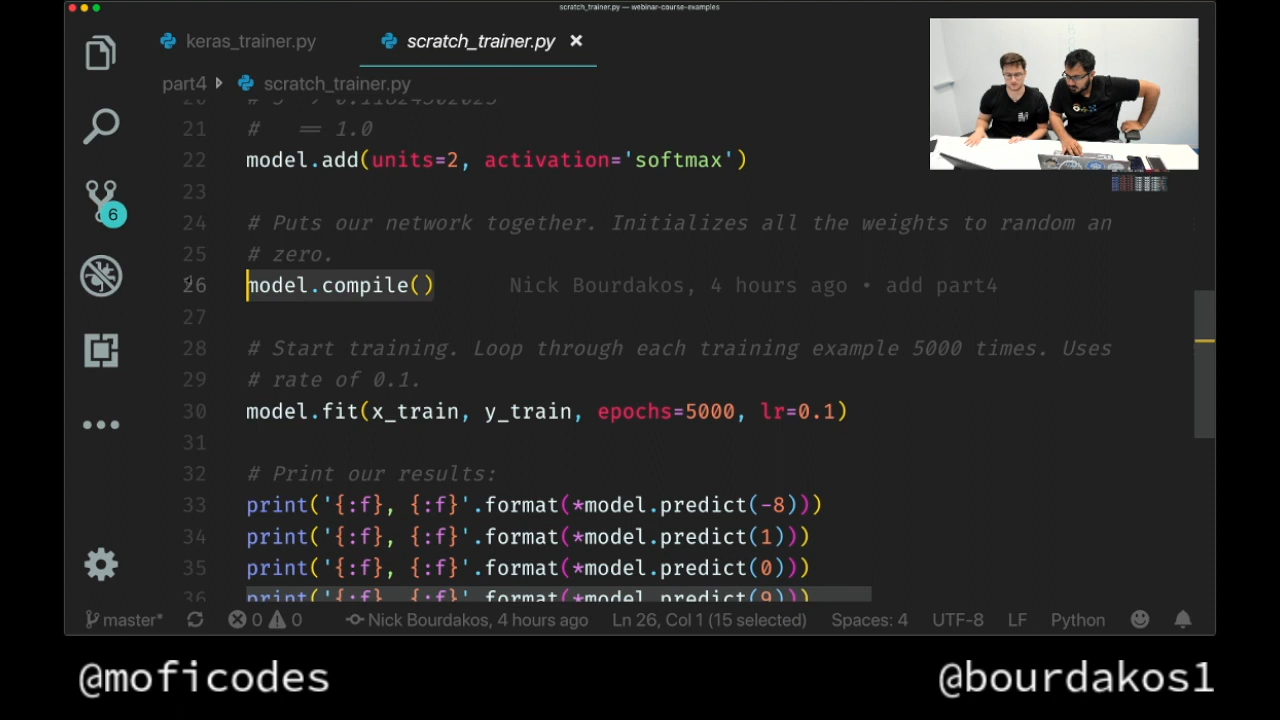 scratch_trainer.py — webinar-course-examples
keras_trainer.py
scratch_trainer.py ×
part4 scratch_trainer.py
21 # == 1.0
22 model.add(units=2, activation='softmax')
23
24 # Puts our network together. Initializes all the weights to random an
25 # zero.
26 model.compile() Nick Bourdakos, 4 hours ago • add part4
27
28 # Start training. Loop through each training example 5000 times. Uses
29 # rate of 0.1.
30 model.fit(x_train, y_train, epochs=5000, lr=0.1)
31
32 # Print our results:
33 print('{:f}, {:f}'.format(*model.predict(-8)))
34 print('{:f}, {:f}'.format(*model.predict(1)))
35 print('{:f}, {:f}'.format(*model.predict(0)))
36 print('{:f}, {:f}'.format(*model.predict(9)))
6
master* 0 0 Nick Bourdakos, 4 hours ago Ln 26, Col 1 (15 selected) Spaces: 4 UTF-8 LF Python
@moficodes
@bourdakos1